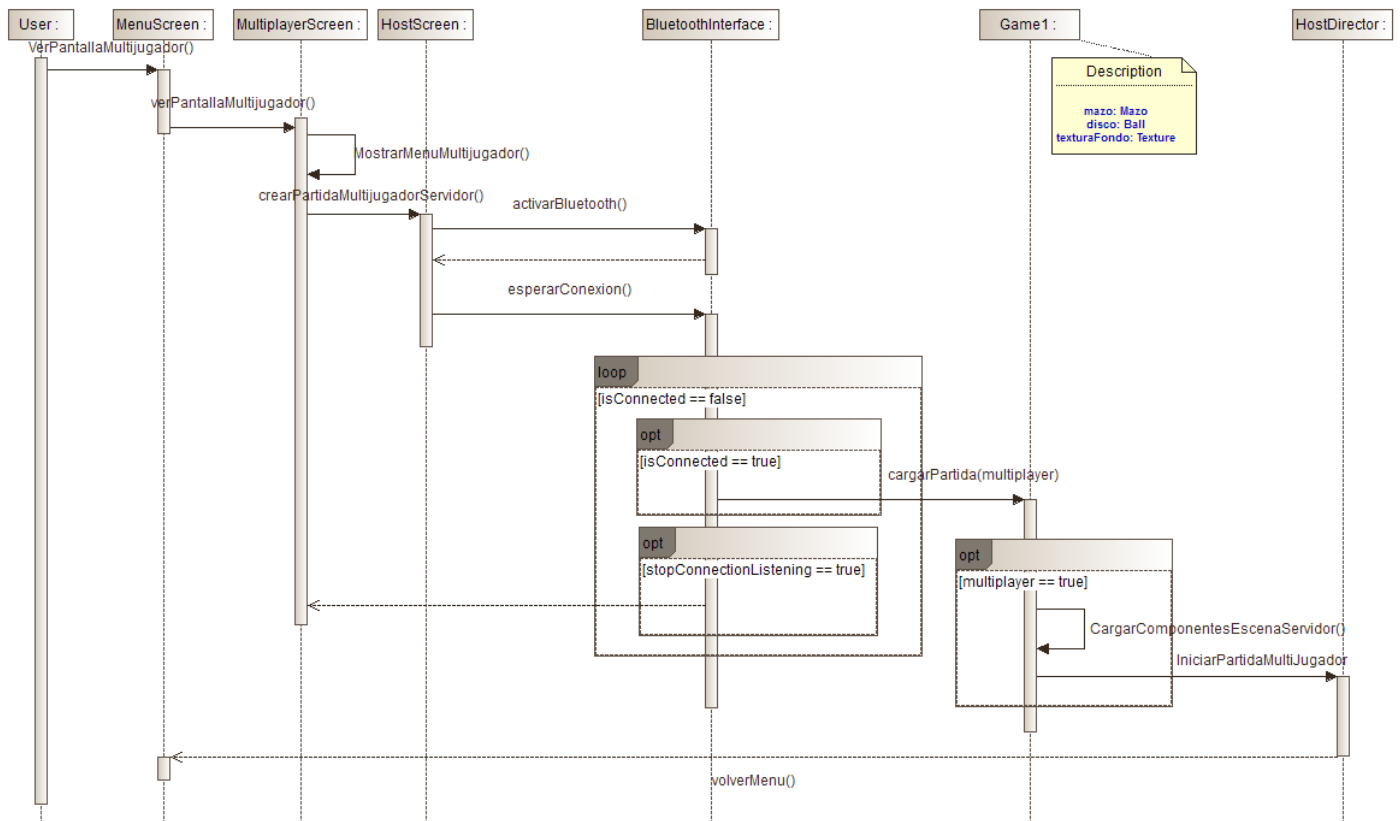 User :
MenuScreen :
MultiplayerScreen :
HostScreen :
BluetoothInterface :
Game1 :
HostDirector :
VerPantallaMultijugador()
Description
mazo: Mazo
disco: Ball
texturaFondo: Texture
verPantallaMultijugador()
MostrarMenuMultijugador()
crearPartidaMultijugadorServidor()
activarBluetooth()
esperarConexion()
loop
[isConnected == false]
opt
[isConnected == true]
cargarPartida(multiplayer)
opt
[stopConnectionListening == true]
opt
[multiplayer == true]
CargarComponentesEscenaServidor()
IniciarPartidaMultiJugador
volverMenu()